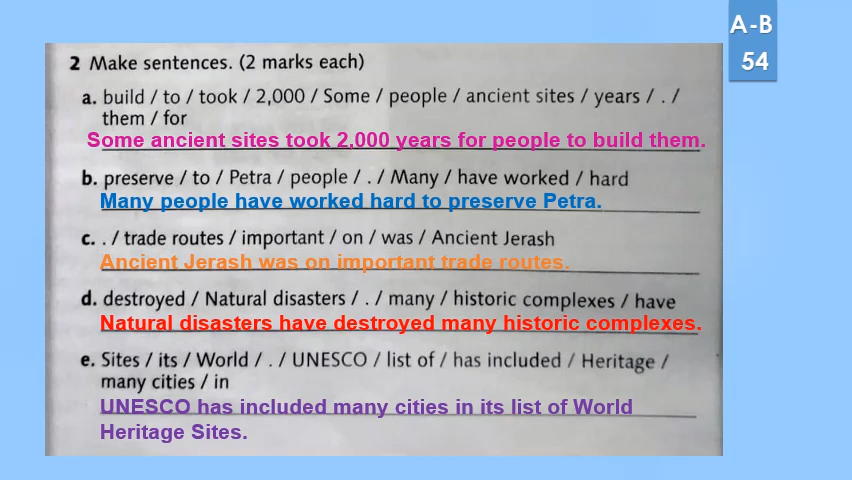 A-B
54
2 Make sentences. (2 marks each)
a. build / to / took / 2,000 / Some / people / ancient sites / years / . /
them / for
Some ancient sites took 2,000 years for people to build them.
b. preserve / to / Petra / people / . / Many / have worked / hard
Many people have worked hard to preserve Petra.
c. . / trade routes / important / on / was / Ancient Jerash
Ancient Jerash was on important trade routes.
d. destroyed / Natural disasters / . / many / historic complexes / have
Natural disasters have destroyed many historic complexes.
e. Sites / its / World / . / UNESCO / list of / has included / Heritage /
many cities / in
UNESCO has included many cities in its list of World
Heritage Sites.